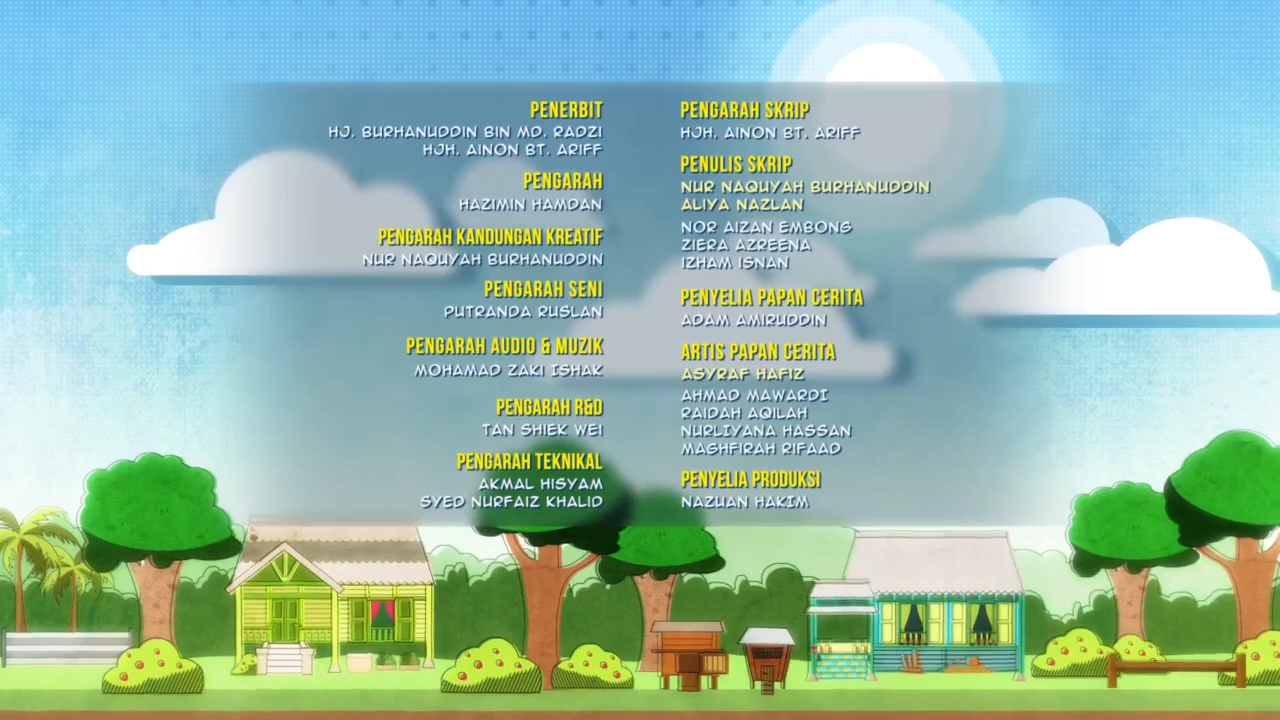 PENERBIT
HJ. BURHANUDDIN BIN MD. RADZI
HJH. AINON BT. ARIFF
PENGARAH
HAZIMIN HAMDAN
PENGARAH KANDUNGAN KREATIF
NUR NAQUYAH BURHANUDDIN
PENGARAH SENI
PUTRANDA RUSLAN
PENGARAH AUDIO & MUZIK
MOHAMAD ZAKI ISHAK
PENGARAH R&D
TAN SHIEK WEI
PENGARAH TEKNIKAL
AKMAL HISYAM
SYED NURFAIZ KHALID
PENGARAH SKRIP
HJH. AINON BT. ARIFF
PENULIS SKRIP
NUR NAQUYAH BURHANUDDIN
ALIYA NAZLAN
NOR AIZAN EMBONG
ZIERA AZREENA
IZHAM ISNAN
PENYELIA PAPAN CERITA
ADAM AMIRUDDIN
ARTIS PAPAN CERITA
ASYRAF HAFIZ
AHMAD MAWARDI
RAIDAH AQILAH
NURLIYANA HASSAN
MAGHFIRAH RIFAAD
PENYELIA PRODUKSI
NAZUAN HAKIM